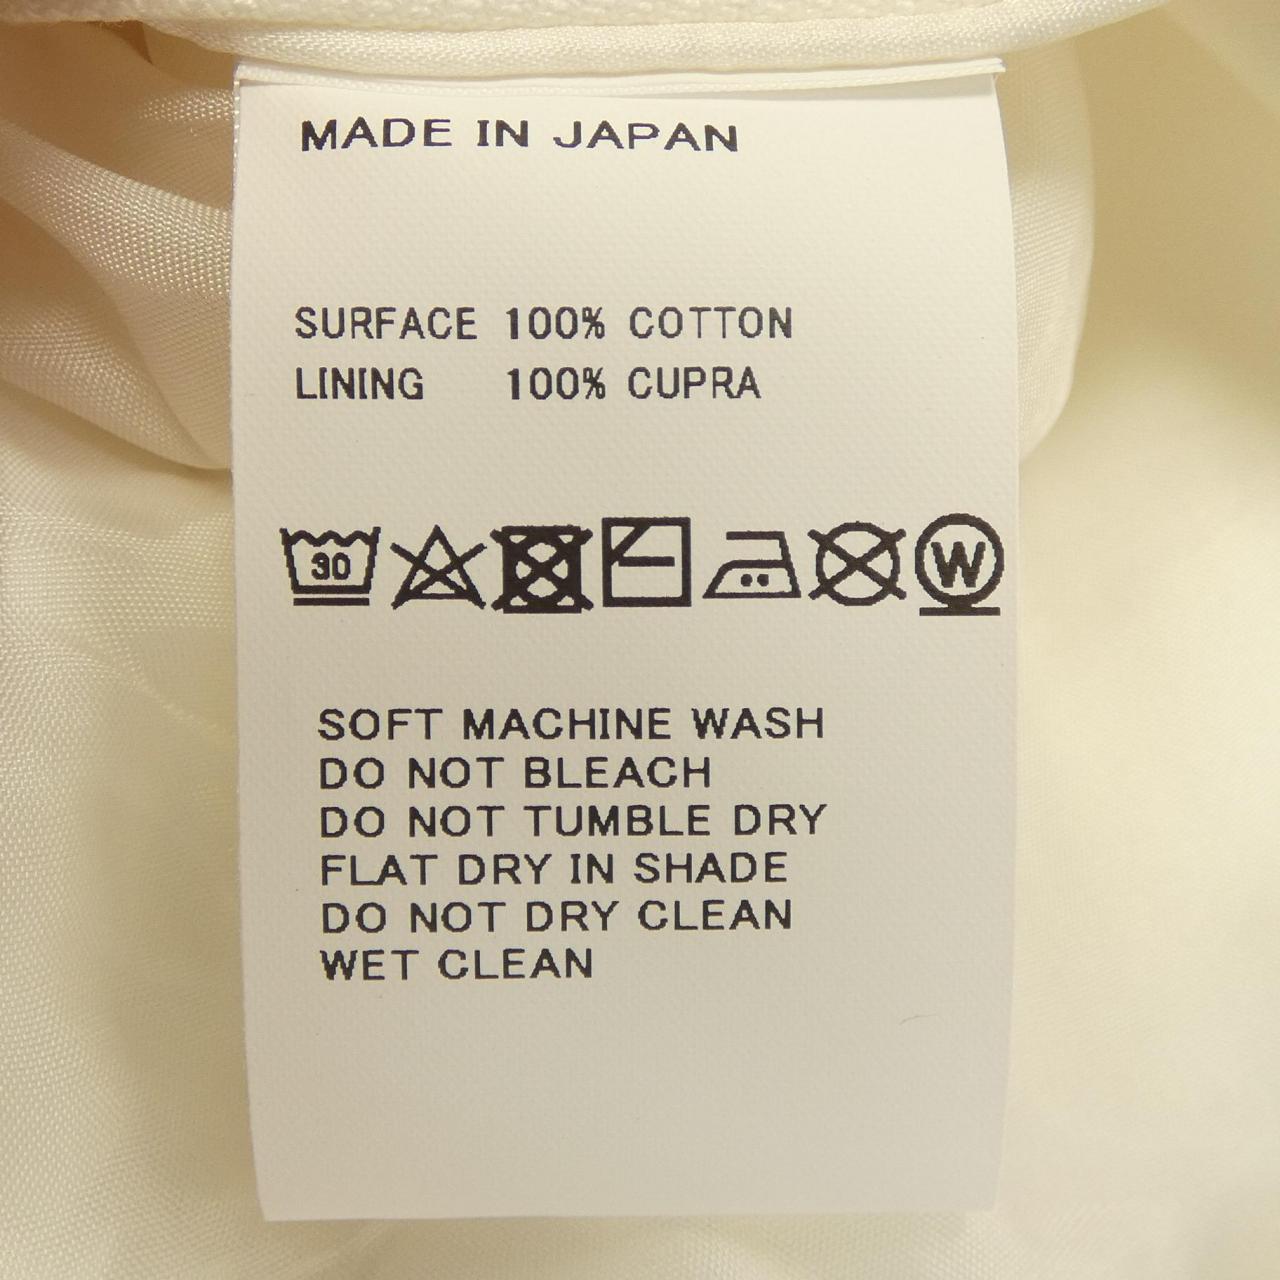 MADE IN JAPAN
SURFACE 100% COTTON
LINING 100% CUPRA
30
W
SOFT MACHINE WASH
DO NOT BLEACH
DO NOT TUMBLE DRY
FLAT DRY IN SHADE
DO NOT DRY CLEAN
WET CLEAN